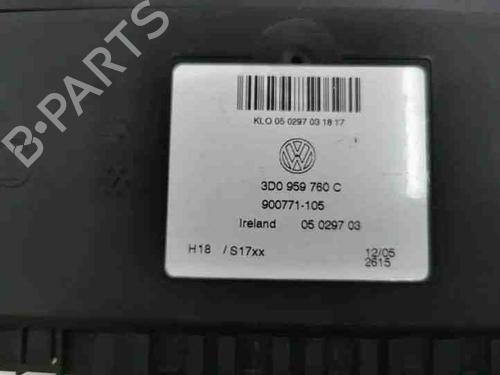 B-PARTS
KLO 05 0297 03 18 17
3D0 959 760 C
900771-105
Ireland 05 0297 03
H18 / S17xx 12/05
2615